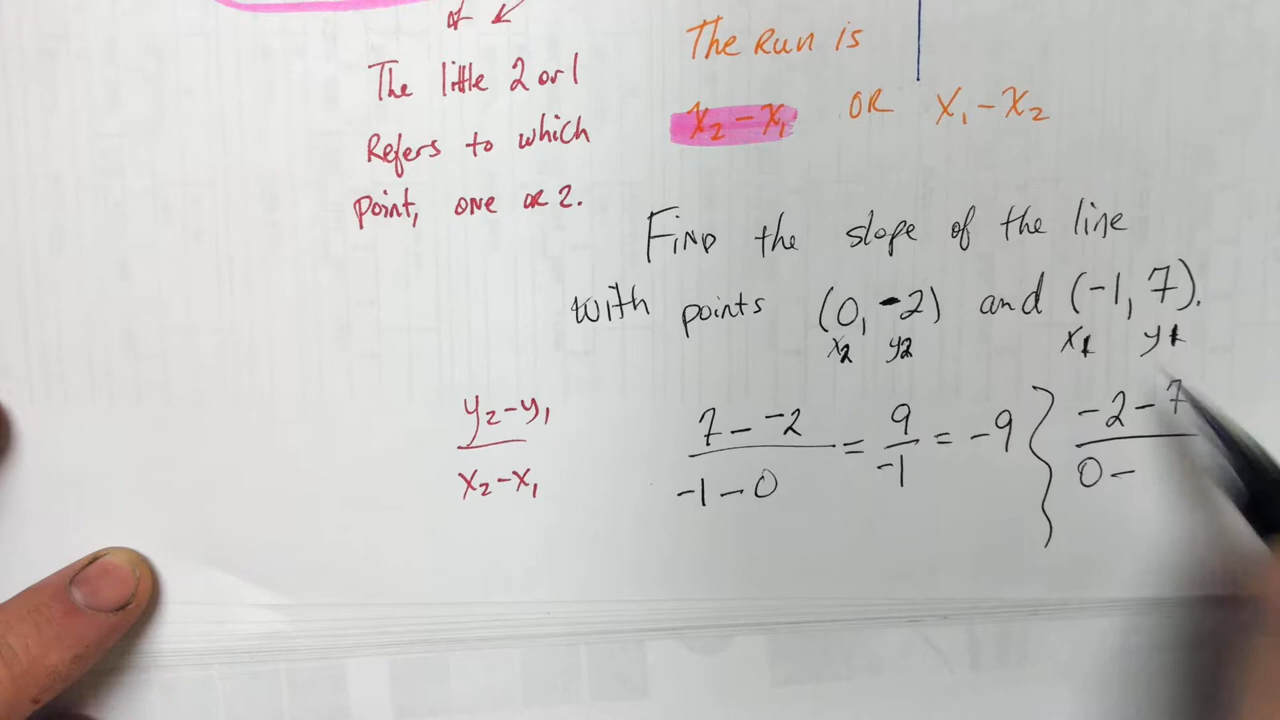 of
The little 2 or 1
Refers to which
point, one or 2.
The Run is
x₂ - x₁ OR x₁ - x₂
Find the slope of the line
with points (0, -2) and (-1, 7).
x₂ y₂ x₁ y₁
y₂-y₁
x₂-x₁
7 - -2
-1 - 0
= 9
-1
= -9
-2 - 7
0 -